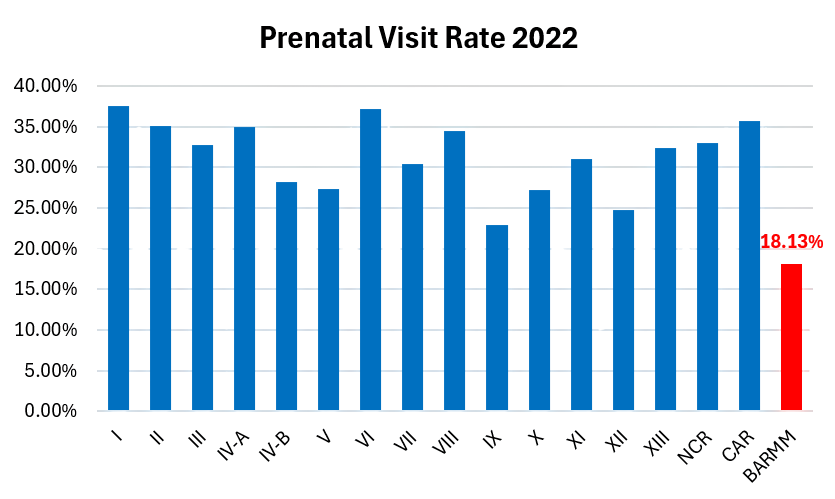 Prenatal Visit Rate 2022
40.00%
35.00%
30.00%
25.00%
20.00%
15.00%
10.00%
5.00%
0.00%
18.13%
I
II
III
IV-A
IV-B
V
VI
VII
VIII
IX
X
XI
XII
XIII
NCR
CAR
BARMM